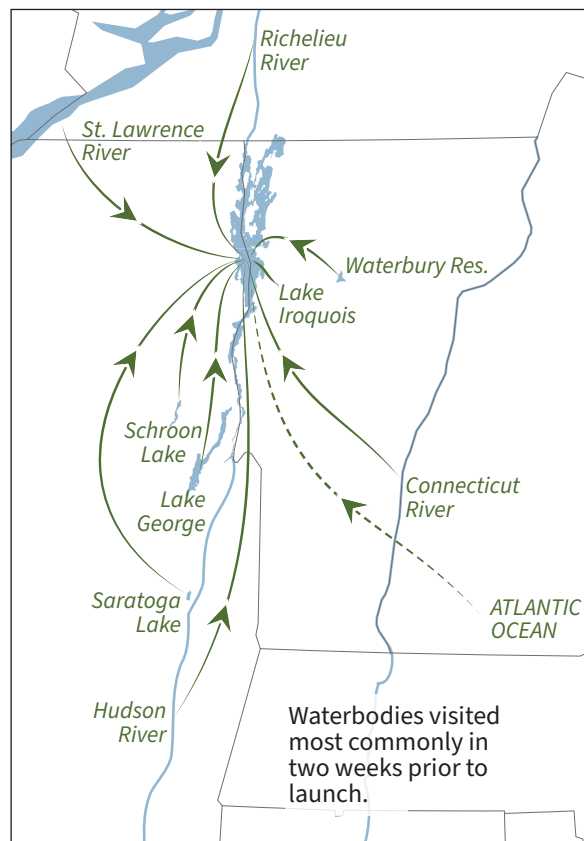 Richelieu
River
St. Lawrence
River
Waterbury Res.
Lake
Iroquois
Schroon
Lake
Lake
George
Connecticut
River
Saratoga
Lake
ATLANTIC
OCEAN
Hudson
River
Waterbodies visited
most commonly in
two weeks prior to
launch.